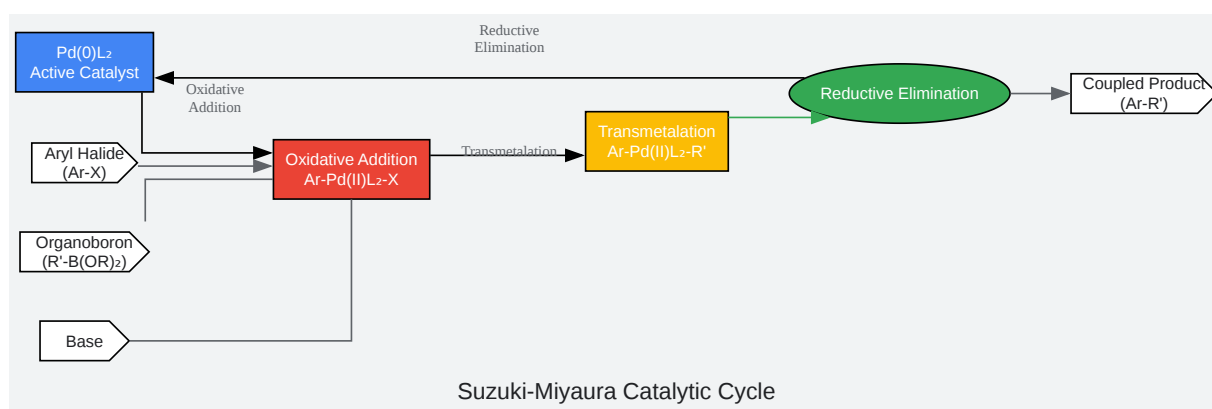 Reductive
Elimination
Pd(0)L₂
Active Catalyst
Oxidative
Addition
Reductive Elimination
Coupled Product
(Ar-R')
Aryl Halide
(Ar-X)
Oxidative Addition
Ar-Pd(II)L₂-X
Transmetalation
Transmetalation
Ar-Pd(II)L₂-R'
Organoboron
(R'-B(OR)₂)
Base
Suzuki-Miyaura Catalytic Cycle